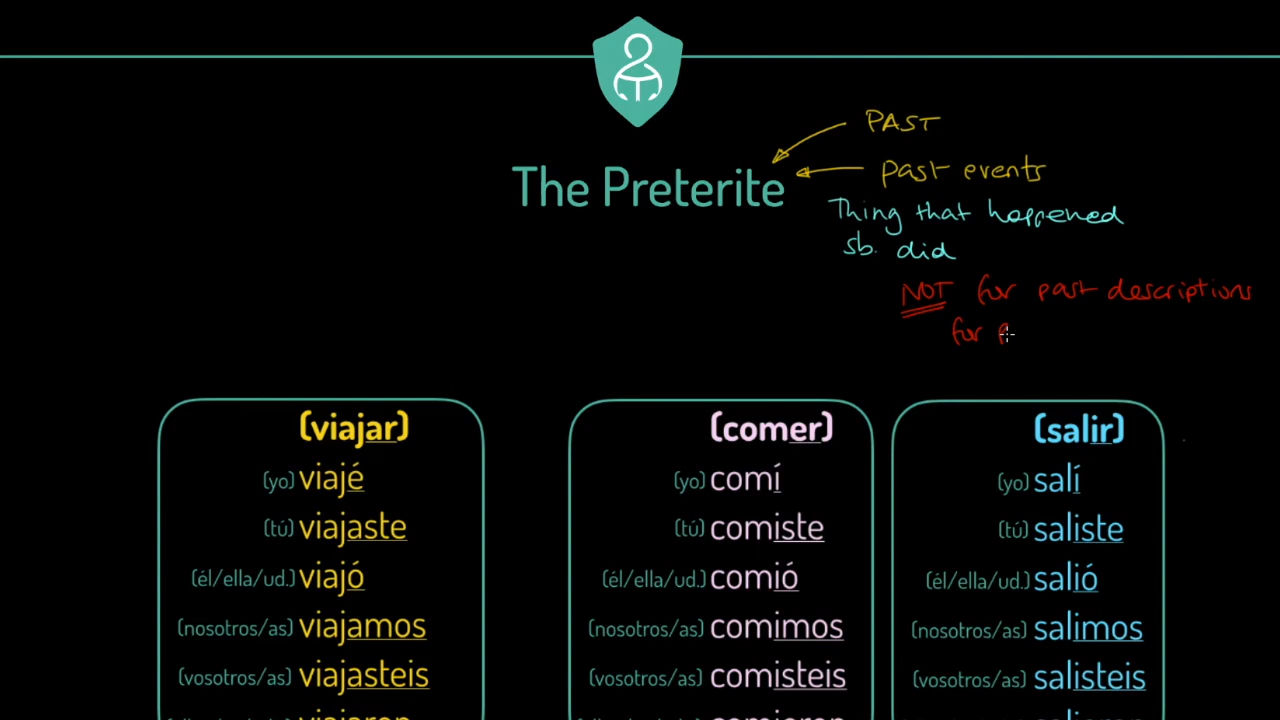 PAST
The Preterite
past events
Thing that happened
sb. did
NOT for past descriptions
for
(viajar)
(yo) viajé
(tú) viajaste
(él/ella/ud.) viajó
(nosotros/as) viajamos
(vosotros/as) viajasteis
(comer)
(yo) comí
(tú) comiste
(él/ella/ud.) comió
(nosotros/as) comimos
(vosotros/as) comisteis
(salir)
(yo) salí
(tú) saliste
(él/ella/ud.) salió
(nosotros/as) salimos
(vosotros/as) salisteis